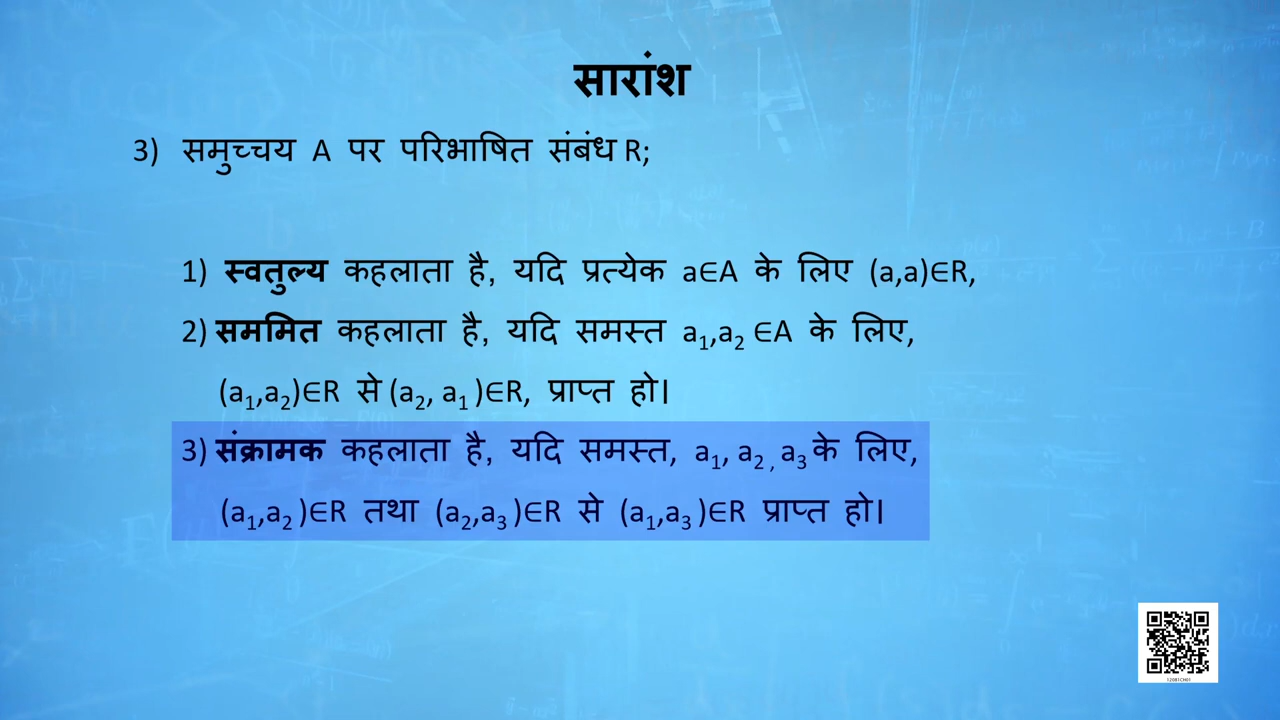 सारांश
3) समुच्चय A पर परिभाषित संबंध R;
1) स्वतुल्य कहलाता है, यदि प्रत्येक a∈A के लिए (a,a)∈R,
2) सममित कहलाता है, यदि समस्त a₁,a₂ ∈A के लिए,
(a₁,a₂)∈R से (a₂, a₁ )∈R, प्राप्त हो।
3) संक्रामक कहलाता है, यदि समस्त, a₁, a₂ , a₃ के लिए,
(a₁,a₂ )∈R तथा (a₂,a₃ )∈R से (a₁,a₃ )∈R प्राप्त हो।
12081CH01